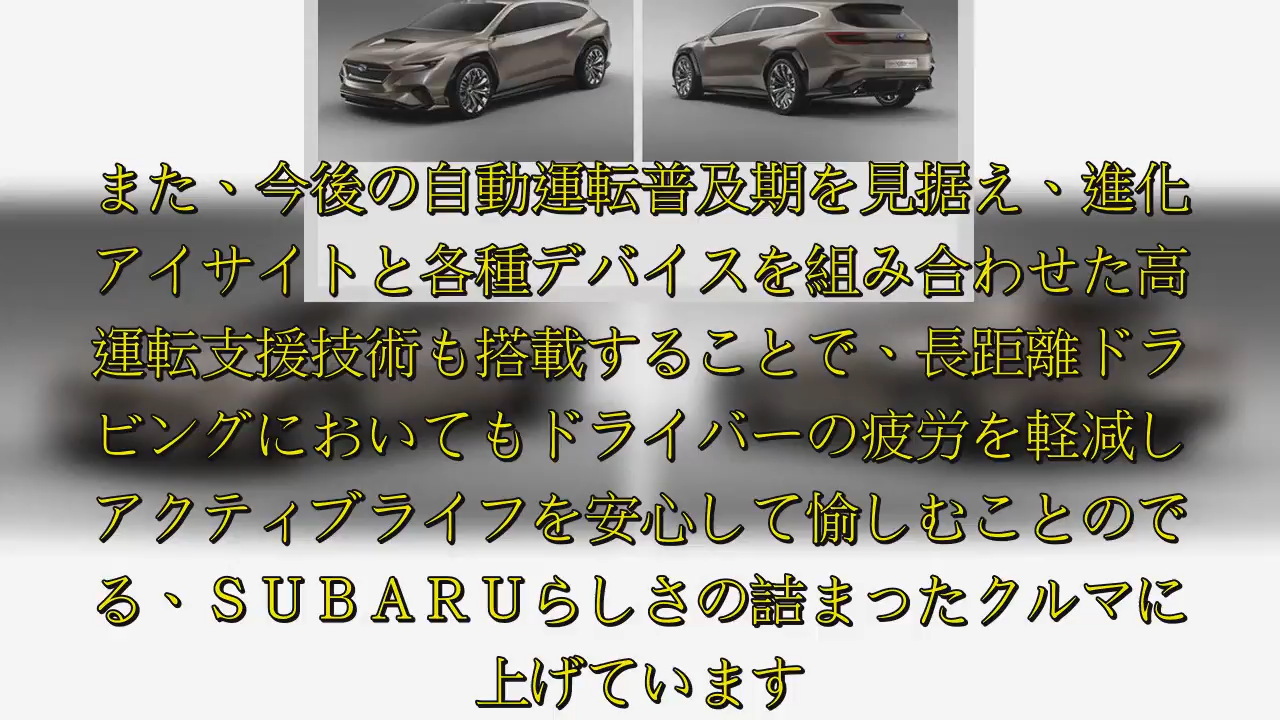 また、今後の自動運転普及期を見据え、進化
アイサイトと各種デバイスを組み合わせた高
運転支援技術も搭載することで、長距離ドラ
ビングにおいてもドライバーの疲労を軽減し
アクティブライフを安心して愉しむことので
る、ＳＵＢＡＲＵらしさの詰まったクルマに
上げています